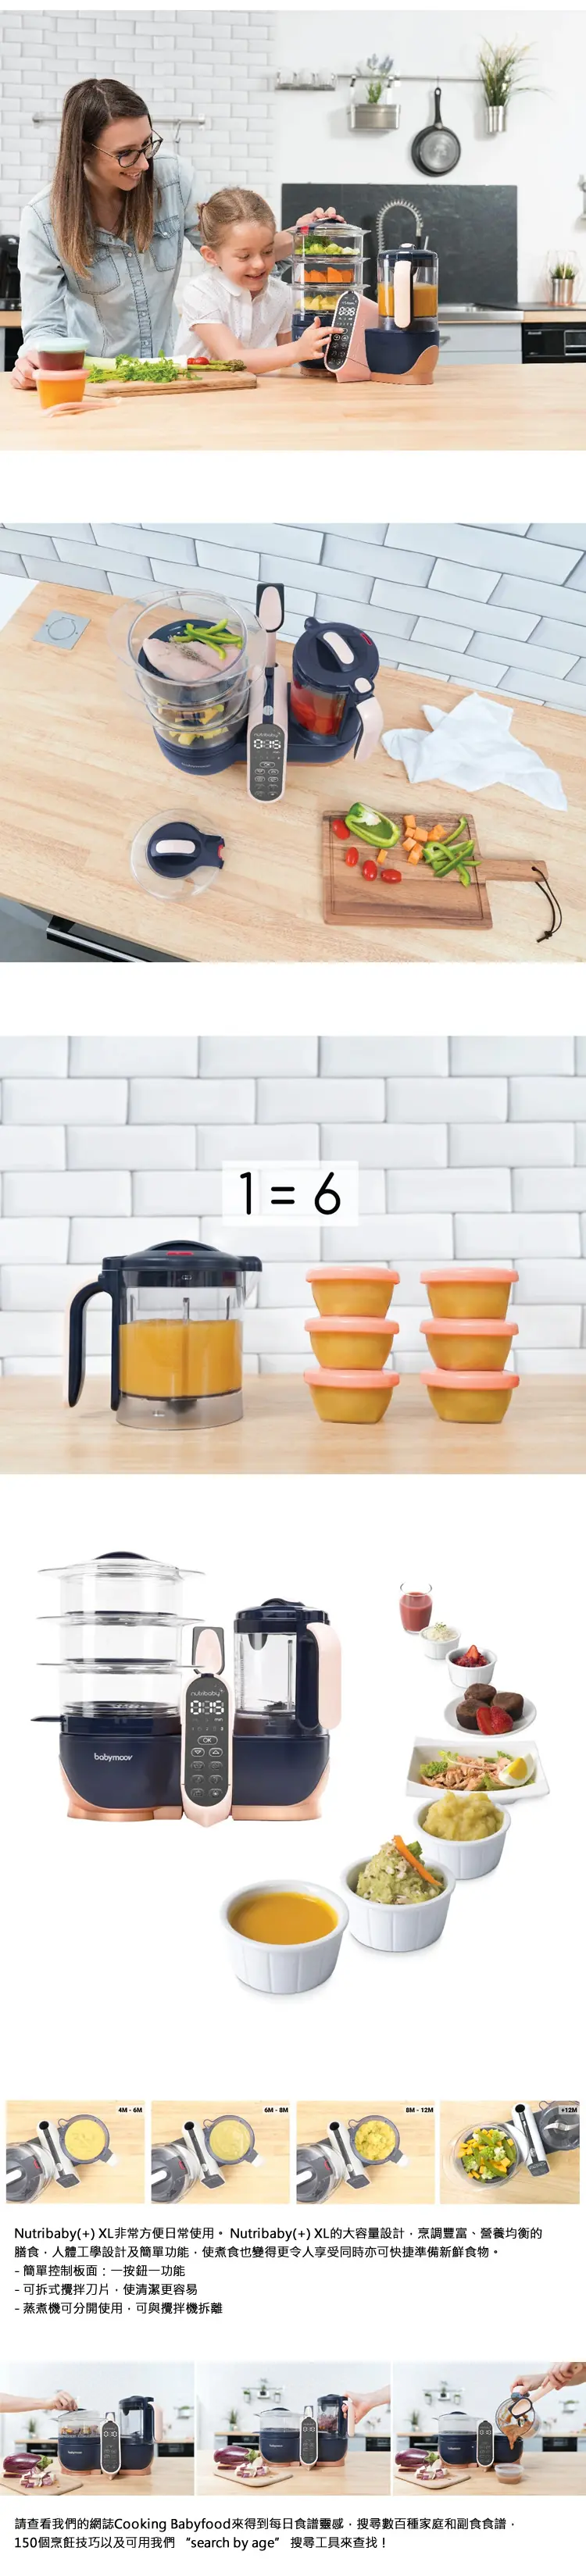 nutribaby
0:15
1 = 6
nutribaby
0:15
min
OK
babymoov
4M - 6M
6M - 8M
8M - 12M
+12M
Nutribaby(+) XL非常方便日常使用。Nutribaby(+) XL的大容量設計，烹調豐富、營養均衡的
膳食，人體工學設計及簡單功能，使煮食也變得更令人享受同時亦可快捷準備新鮮食物。
- 簡單控制板面：一按鈕一功能
- 可拆式攪拌刀片，使清潔更容易
- 蒸煮機可分開使用，可與攪拌機拆離
請查看我們的網誌Cooking Babyfood來得到每日食譜靈感，搜尋數百種家庭和副食食譜，
150個烹飪技巧以及可用我們 “search by age” 搜尋工具來查找！